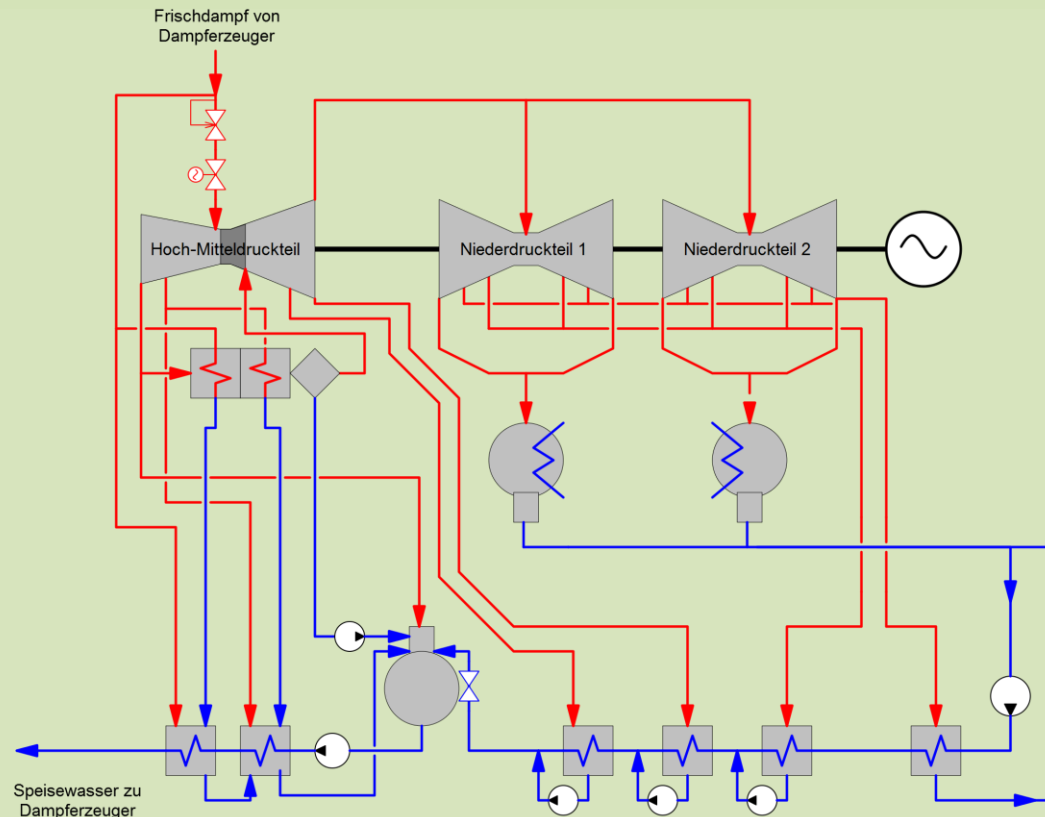 Frischdampf von
Dampferzeuger
Hoch-Mitteldruckteil
Niederdruckteil 1
Niederdruckteil 2
Speisewasser zu
Dampferzeuger